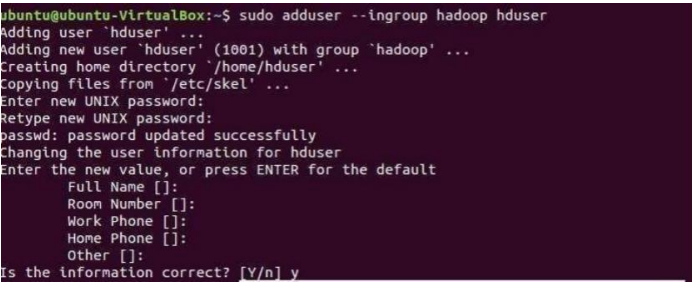 ubuntu@ubuntu-VirtualBox:~$ sudo adduser --ingroup hadoop hduser
Adding user `hduser' ...
Adding new user `hduser' (1001) with group `hadoop' ...
Creating home directory `/home/hduser' ...
Copying files from `/etc/skel' ...
Enter new UNIX password:
Retype new UNIX password:
passwd: password updated successfully
Changing the user information for hduser
Enter the new value, or press ENTER for the default
Full Name []:
Room Number []:
Work Phone []:
Home Phone []:
Other []:
Is the information correct? [Y/n] y